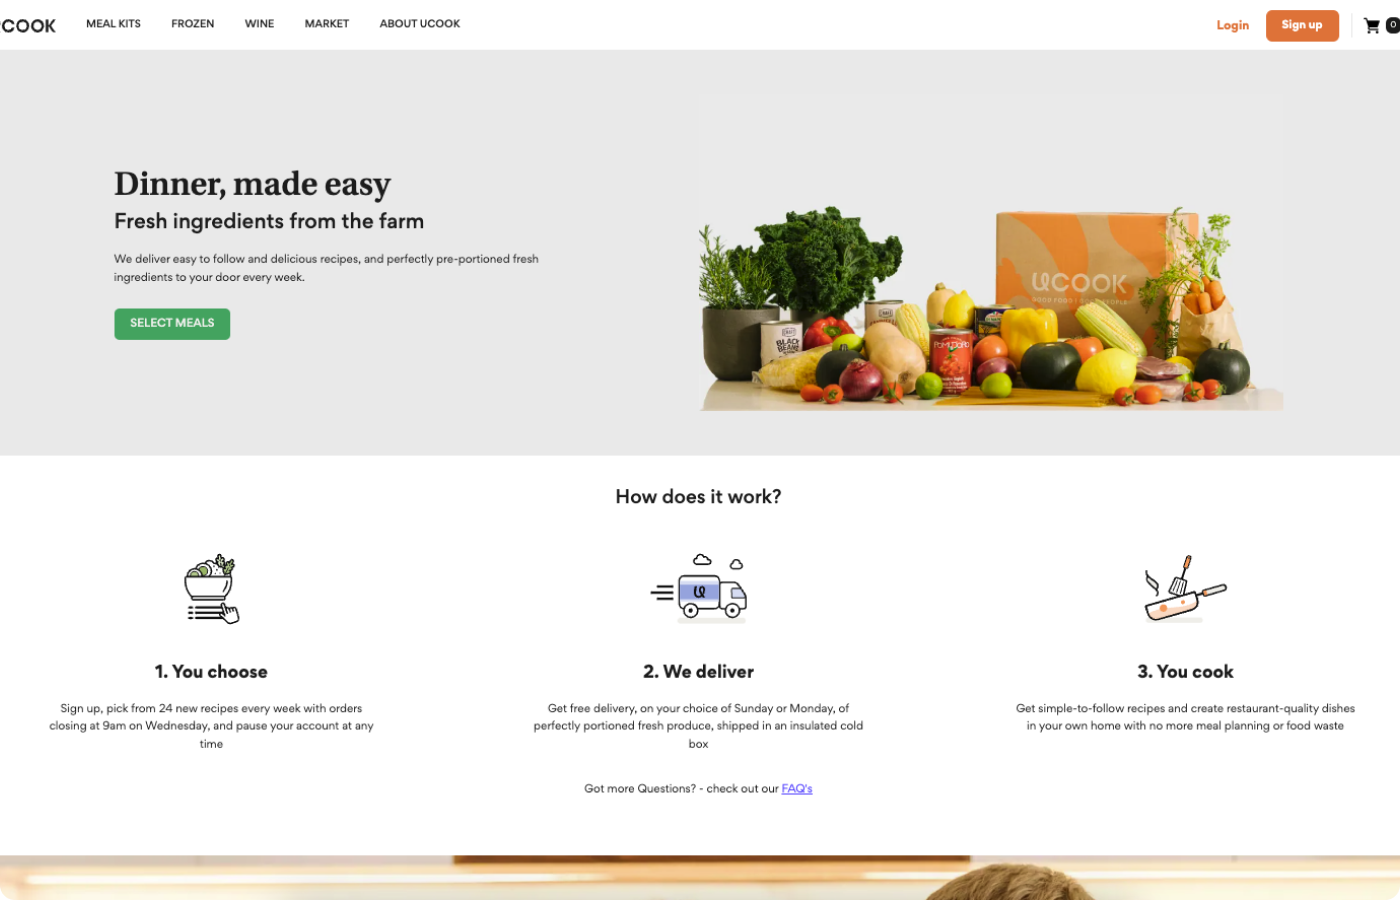 COOK
MEAL KITS
FROZEN
WINE
MARKET
ABOUT UCOOK
Login
Sign up
0
Dinner, made easy
Fresh ingredients from the farm
We deliver easy to follow and delicious recipes, and perfectly pre-portioned fresh
ingredients to your door every week.
SELECT MEALS
UCOOK
GOOD FOOD
PEOPLE
BLACK
BEANS
POMODORO
How does it work?
1. You choose
Sign up, pick from 24 new recipes every week with orders
closing at 9am on Wednesday, and pause your account at any
time
2. We deliver
Get free delivery, on your choice of Sunday or Monday, of
perfectly portioned fresh produce, shipped in an insulated cold
box
3. You cook
Get simple-to-follow recipes and create restaurant-quality dishes
in your own home with no more meal planning or food waste
Got more Questions? - check out our FAQ's